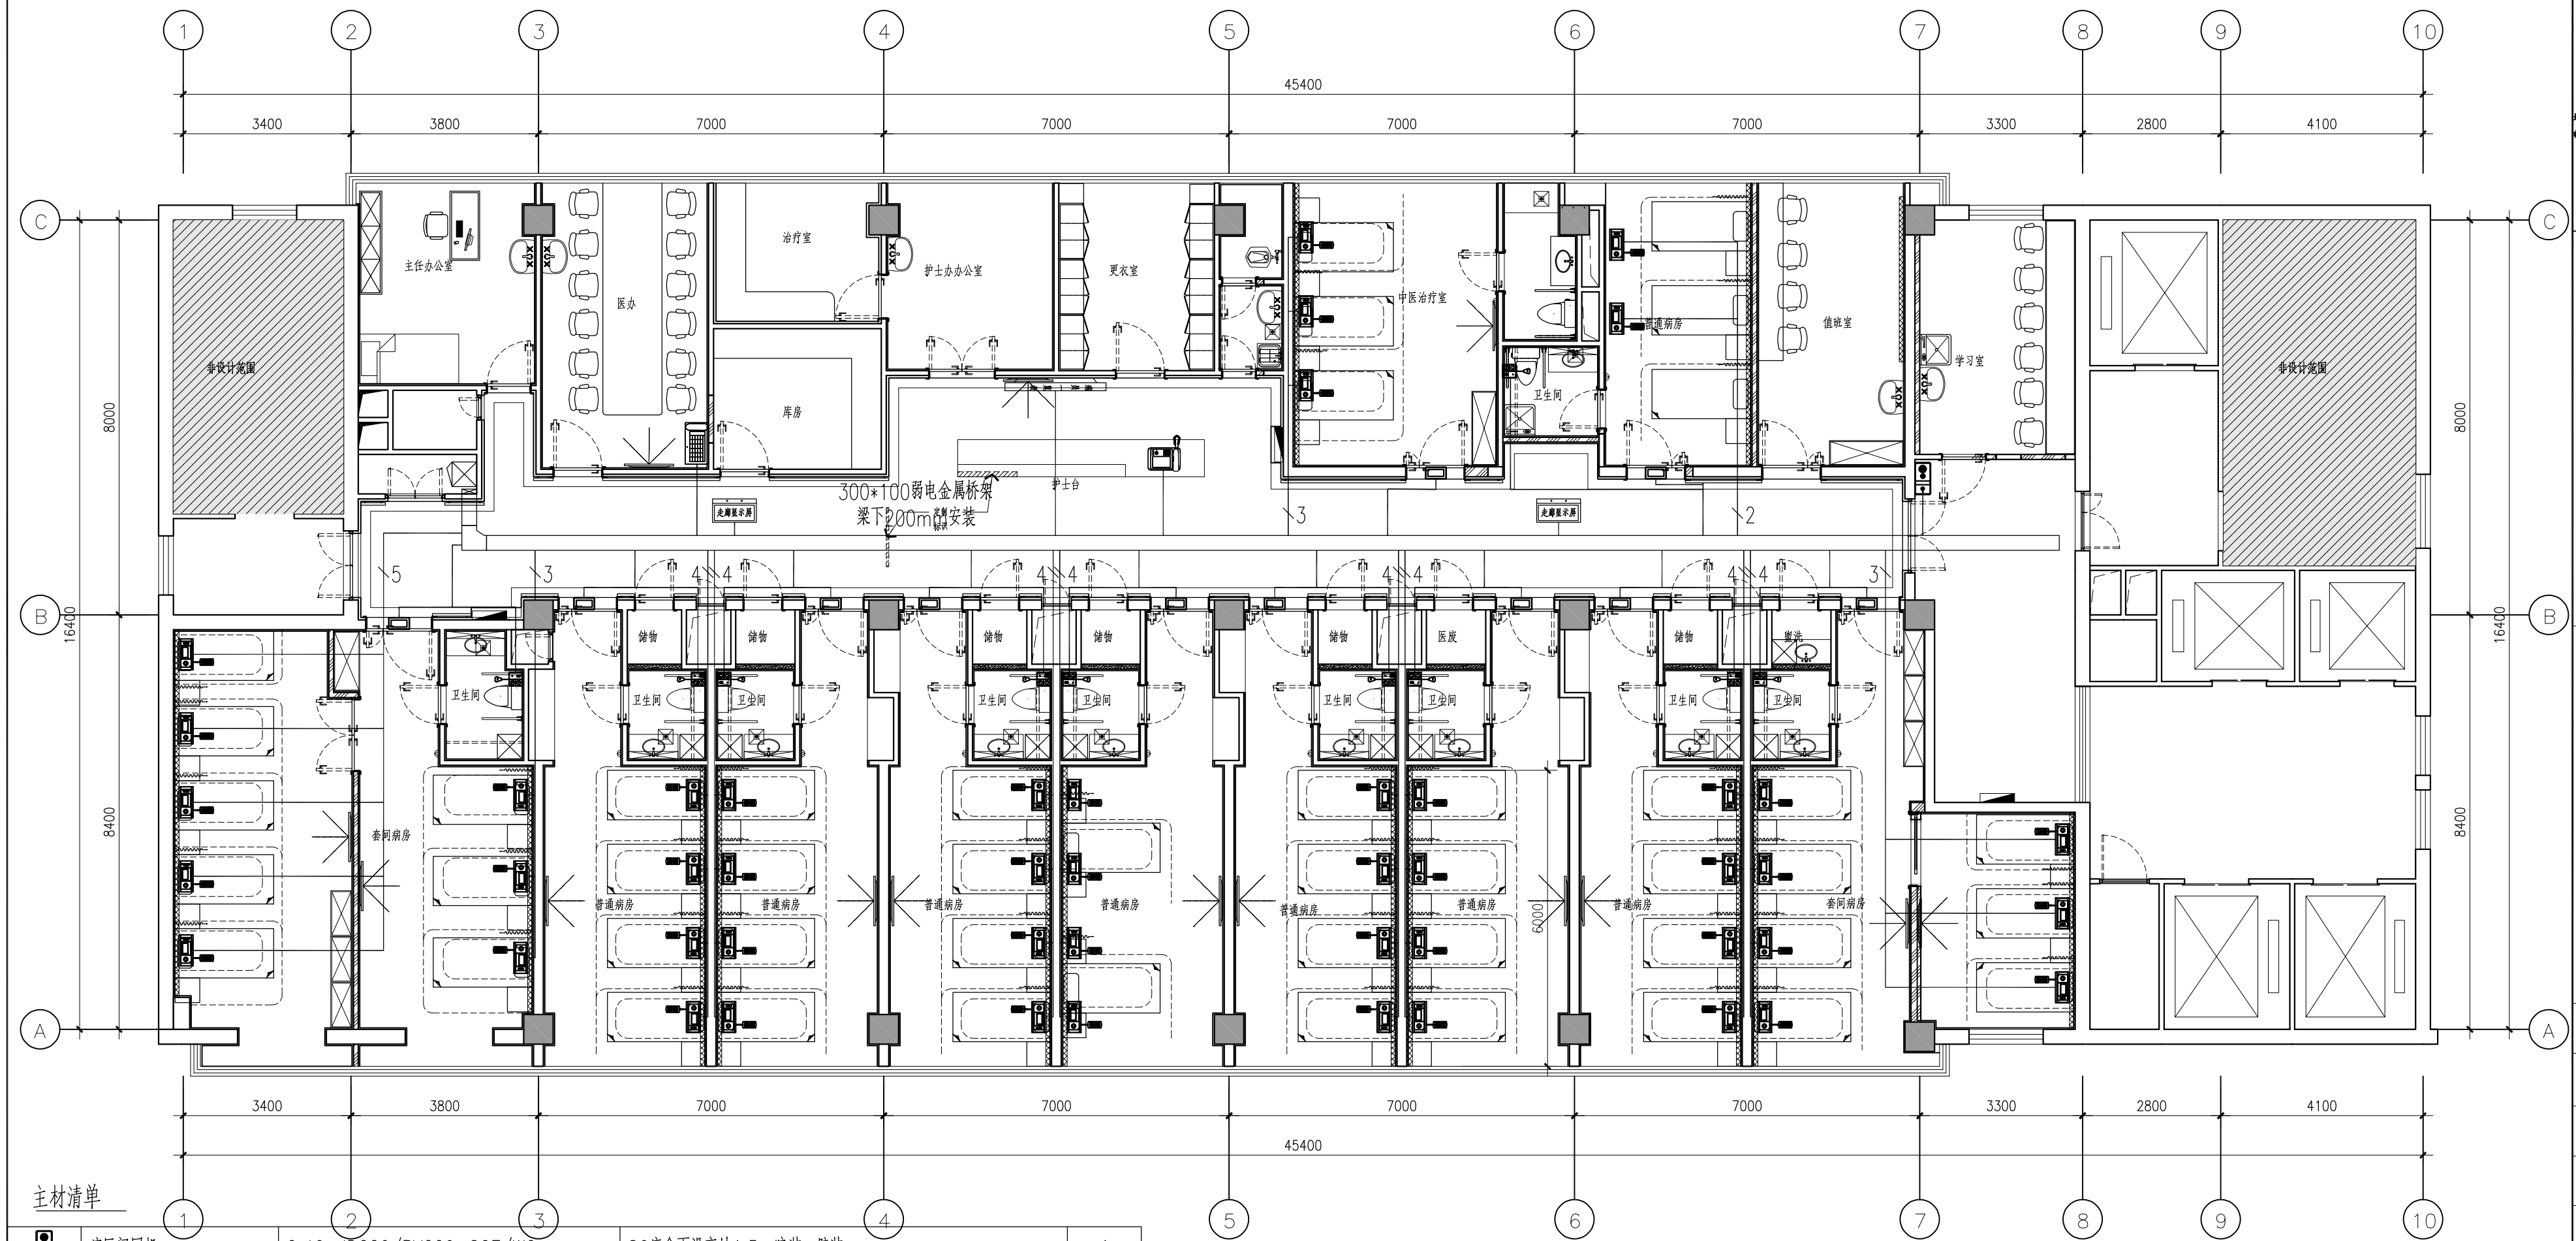 1 2 3 4 5 6 7 8 9 10
45400
3400 3800 7000 7000 7000 7000 3300 2800 4100
C C
主任办公室
医办
治疗室
护士办公室
更衣室
中医治疗室
普通病房
值班室
学习室
非设计范围
非设计范围
库房
卫生间
8000 8000
护士台
300*100弱电金属桥架
梁下200mm安装
走廊显示屏
走廊显示屏
3 2
5 3 4 4 4 4 4 4 4 4 3
B B
16400 16400
储物 储物 储物 储物 储物 医废 储物 盥洗
卫生间 卫生间 卫生间 卫生间 卫生间 卫生间 卫生间 卫生间 卫生间
8400 8400
套间病房
普通病房 普通病房 普通病房 普通病房 普通病房 普通病房 普通病房 套间病房
6000
A A
3400 3800 7000 7000 7000 7000 3300 2800 4100
45400
主材清单
1 2 3 4 5 6 7 8 9 10